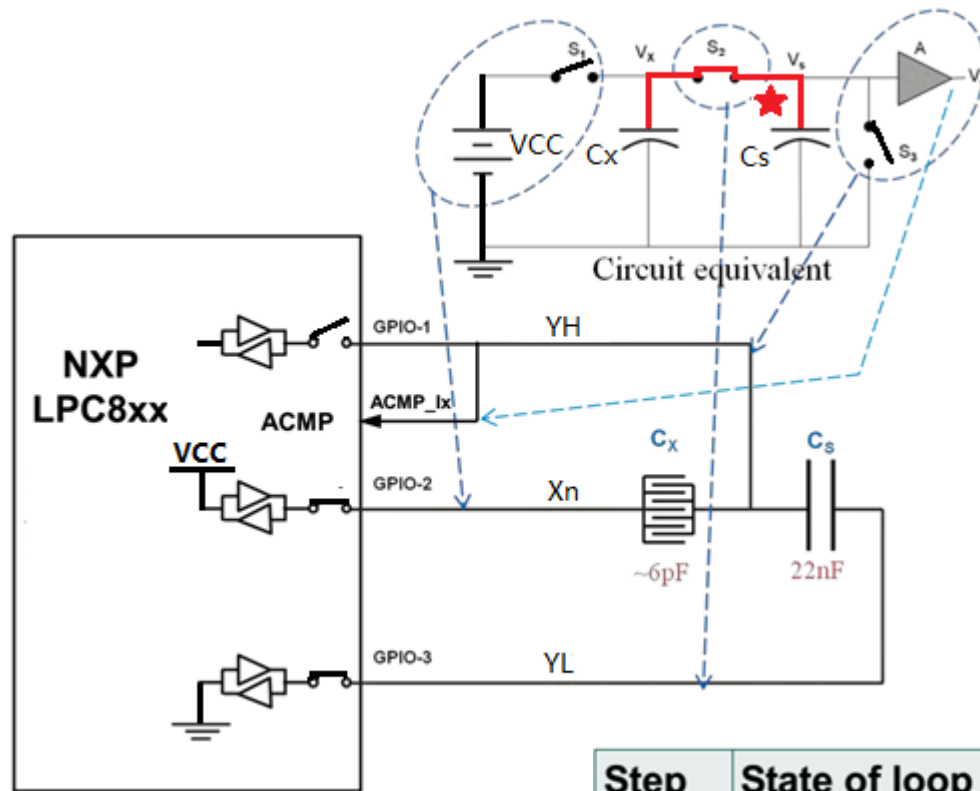 S1
Vx
S2
Vs
A
V
VCC
Cx
Cs
S3
Circuit equivalent
NXP
LPC8xx
GPIO-1
YH
ACMP
ACMP_Ix
VCC
GPIO-2
Xn
CX
CS
~6pF
22nF
GPIO-3
YL
Step
State of loop